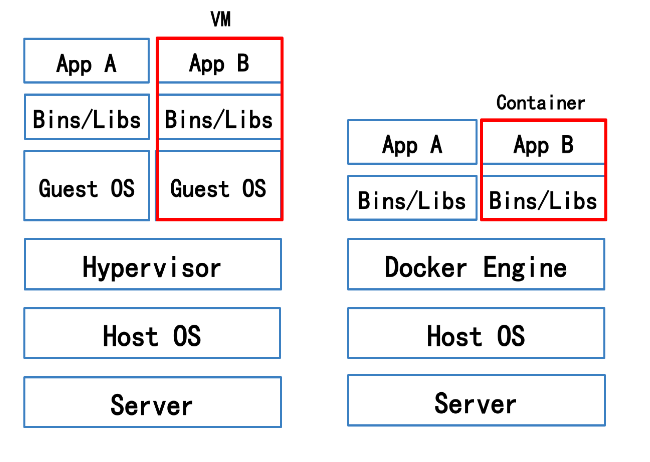 VM
App A
App B
Bins/Libs
Bins/Libs
Guest OS
Guest OS
Hypervisor
Host OS
Server
Container
App A
App B
Bins/Libs
Bins/Libs
Docker Engine
Host OS
Server